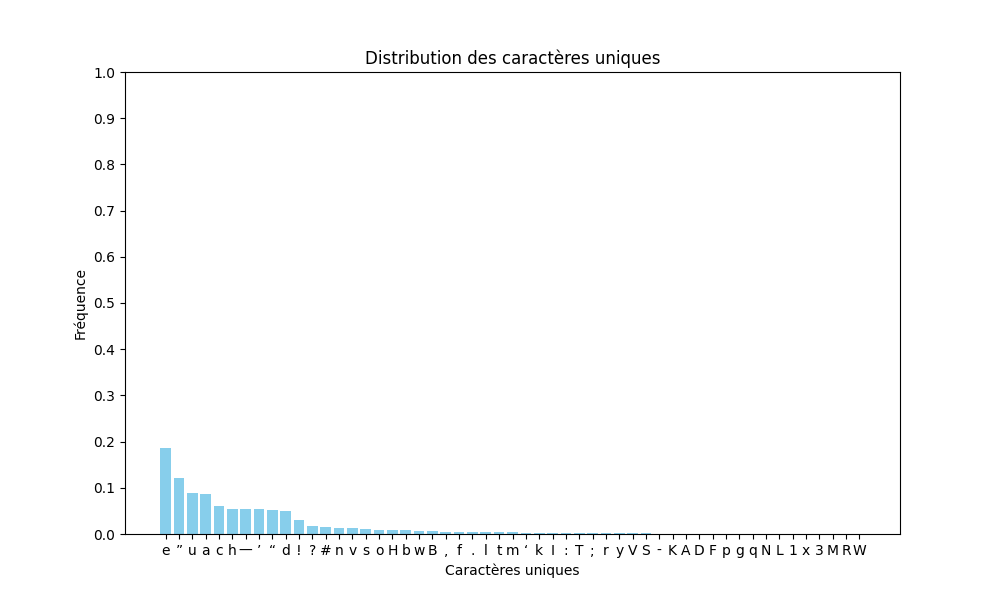 Distribution des caractères uniques
1.0
0.9
0.8
0.7
0.6
0.5
0.4
0.3
0.2
0.1
0.0
Fréquence
e ” u a c h — ’ “ d ! ? # n v s o H b w B , f . l t m ‘ k I : T ; r y V S - K A D F p g q N L 1 x 3 M R W
Caractères uniques